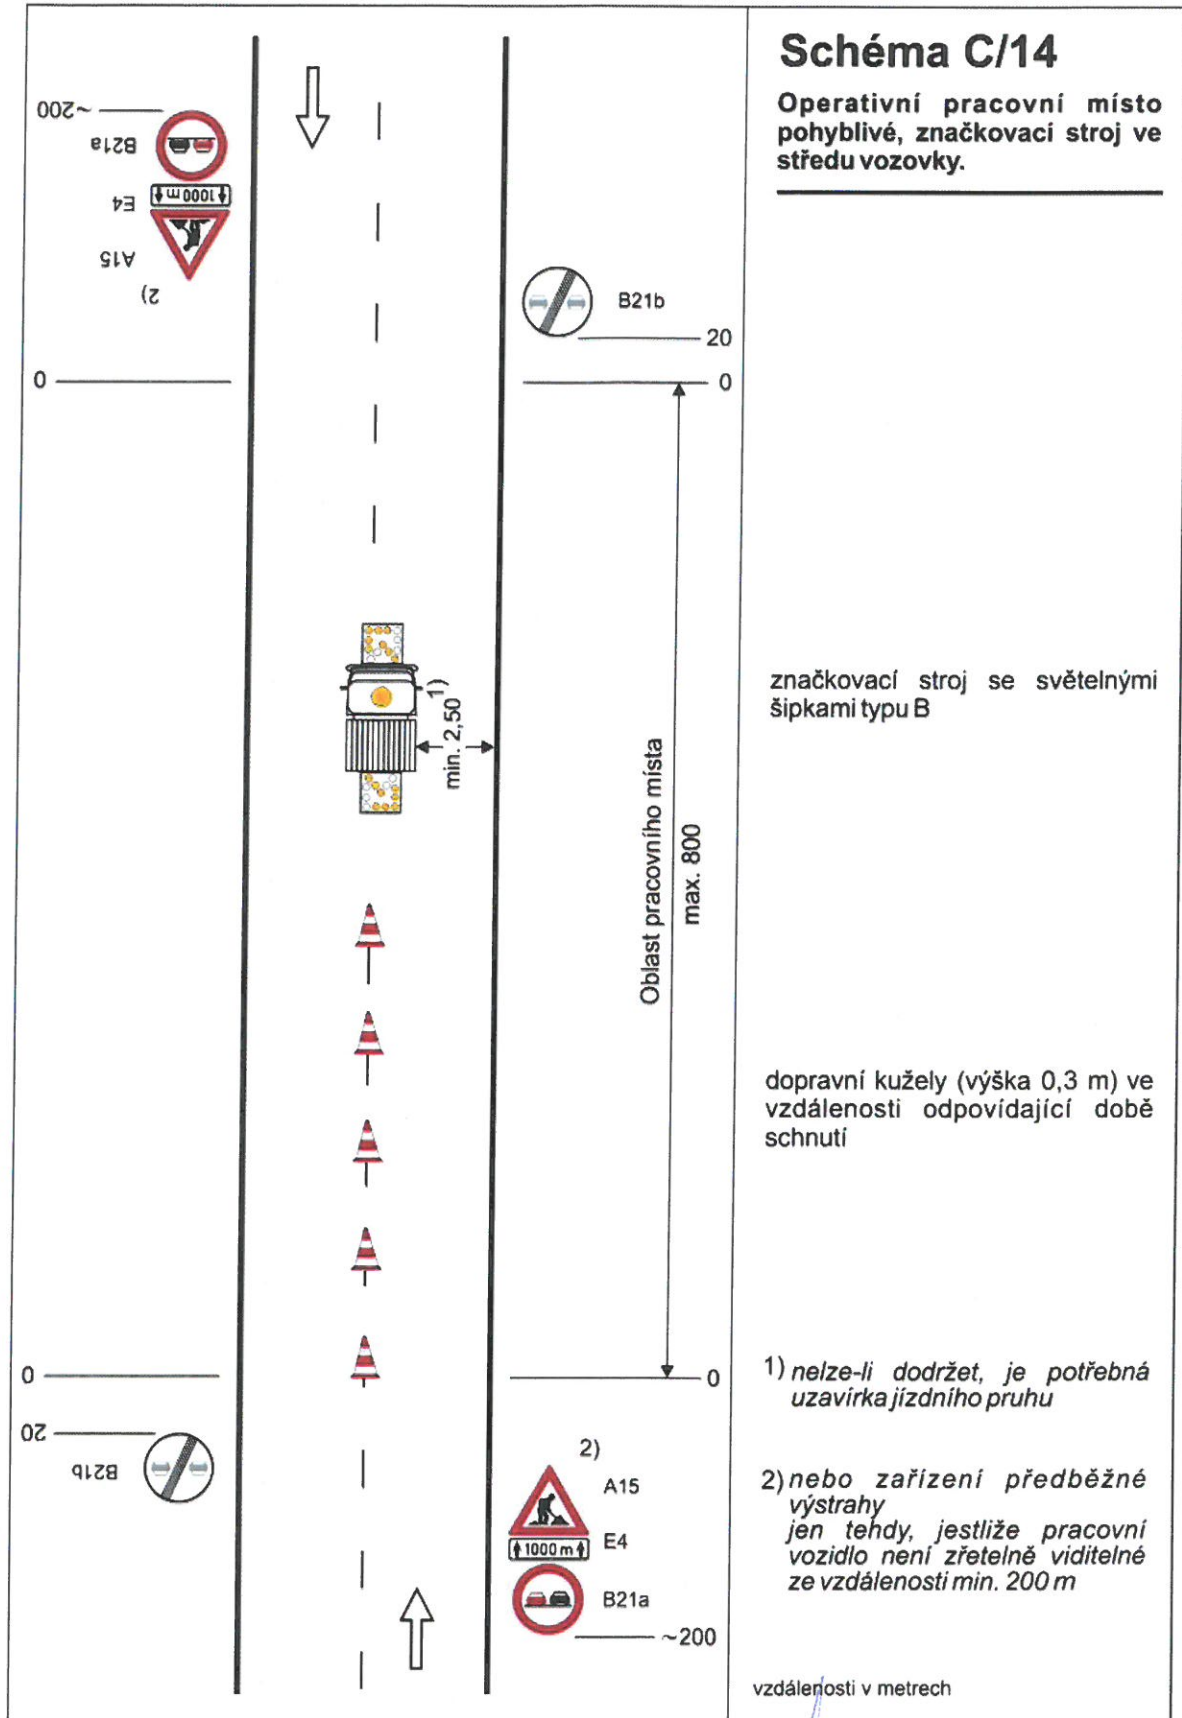 Schéma C/14
Operativní pracovní místo
pohyblivé, značkovací stroj ve
středu vozovky.
~200
B21a
1000 m
E4
A15
2)
B21b
20
0
0
1)
min. 2,50
značkovací stroj se světelnými
šipkami typu B
Oblast pracovního místa
max. 800
dopravní kužely (výška 0,3 m) ve
vzdálenosti odpovídající době
schnutí
0
0
20
B21b
1) nelze-li dodržet, je potřebná
uzavírka jízdního pruhu
2)
A15
1000 m
E4
B21a
~200
2) nebo zařízení předběžné
výstrahy
jen tehdy, jestliže pracovní
vozidlo není zřetelně viditelné
ze vzdálenosti min. 200 m
vzdálenosti v metrech